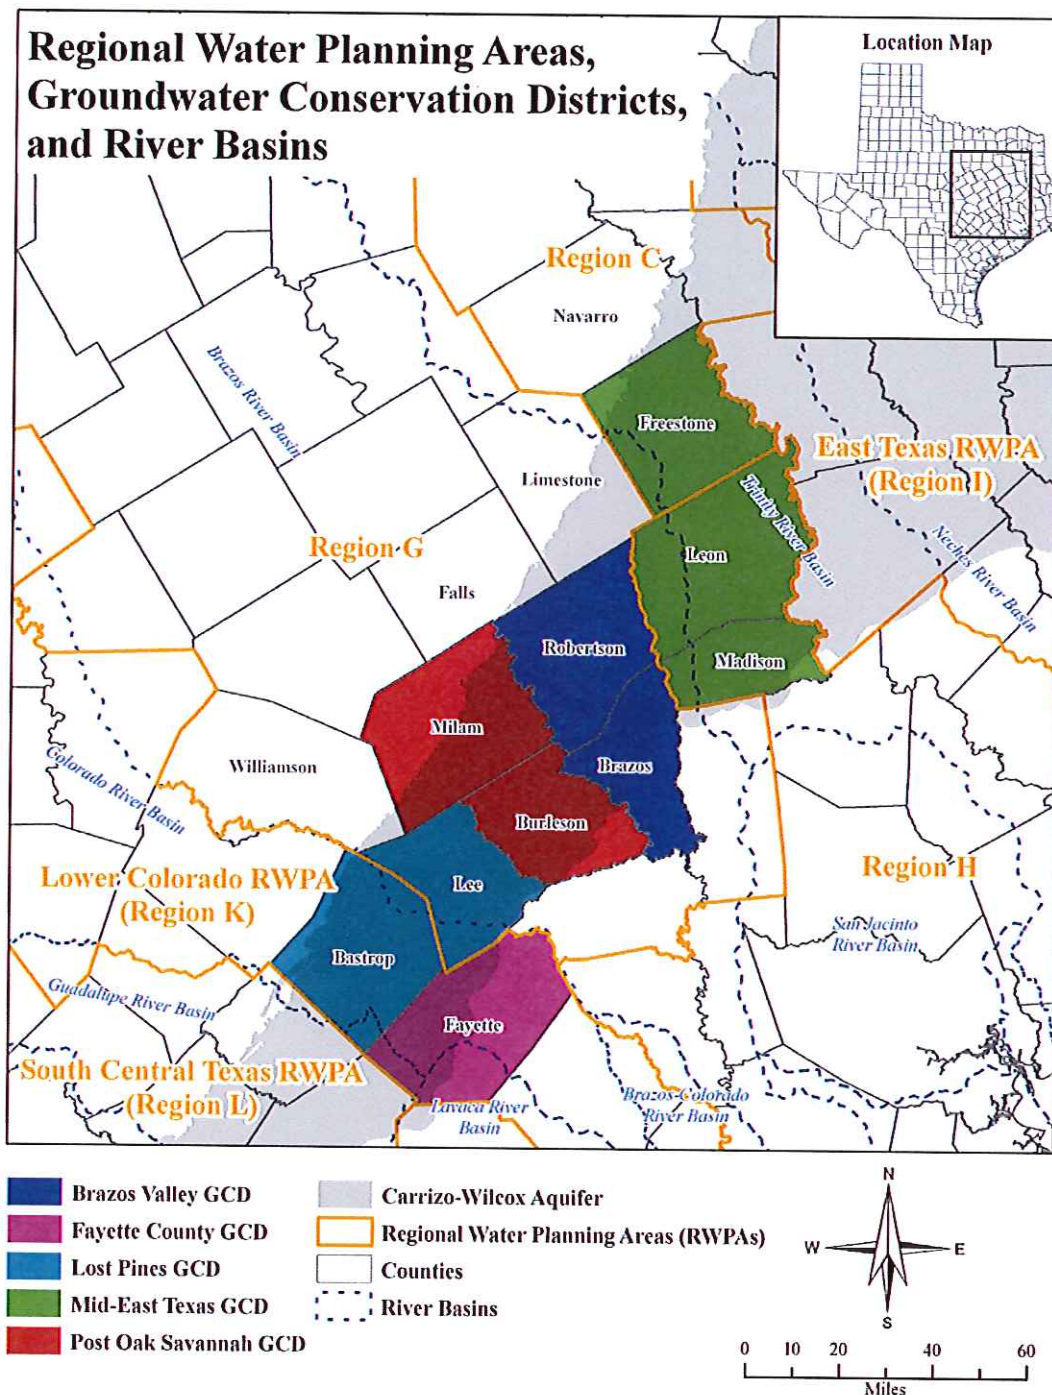 Regional Water Planning Areas,
Groundwater Conservation Districts,
and River Basins
Location Map
Region C
Navarro
Brazos River Basin
Freestone
East Texas RWPA
(Region I)
Limestone
Trinity River Basin
Neches River Basin
Region G
Leon
Falls
Robertson
Madison
Milam
Williamson
Brazos
Colorado River Basin
Burleson
Region H
Lower Colorado RWPA
(Region K)
Lee
San Jacinto
River Basin
Bastrop
Guadalupe River Basin
Fayette
South Central Texas RWPA
(Region L)
Lavaca River
Basin
Brazos-Colorado
River Basin
Brazos Valley GCD
Fayette County GCD
Lost Pines GCD
Mid-East Texas GCD
Post Oak Savannah GCD
Carrizo-Wilcox Aquifer
Regional Water Planning Areas (RWPAs)
Counties
River Basins
N
W
E
S
0 10 20 40 60
Miles